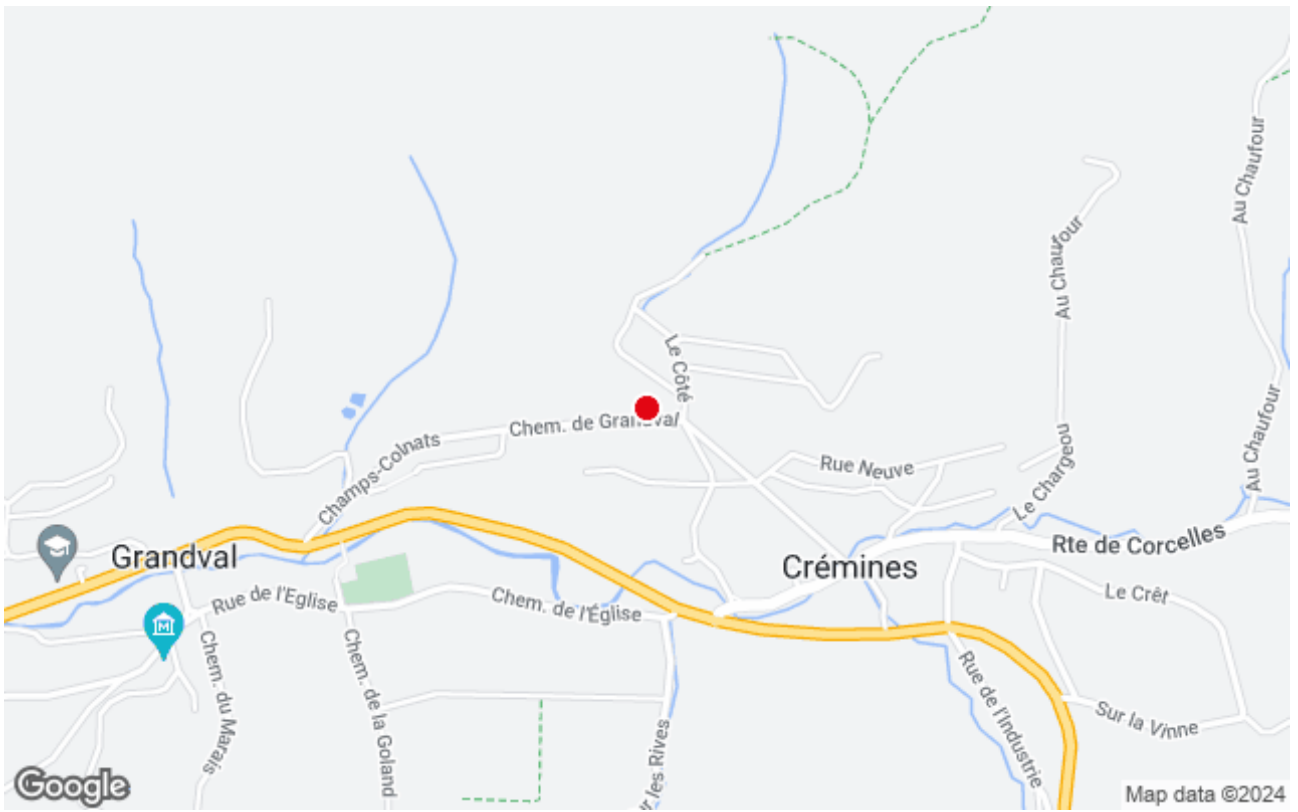 Au Chaufour
Au Chaufour
Le Côté
Chem. de Grandval
Champs-Colnats
Rue Neuve
Le Chargeou
Au Chaufour
Grandval
Crémines
Rte de Corcelles
Rue de l'Eglise
Chem. de l'Église
Le Crêt
Chem. du Marais
Chem. de la Goland
r les Rives
Rue de l'Industrie
Sur la Vinne
M
Google
Map data ©2024